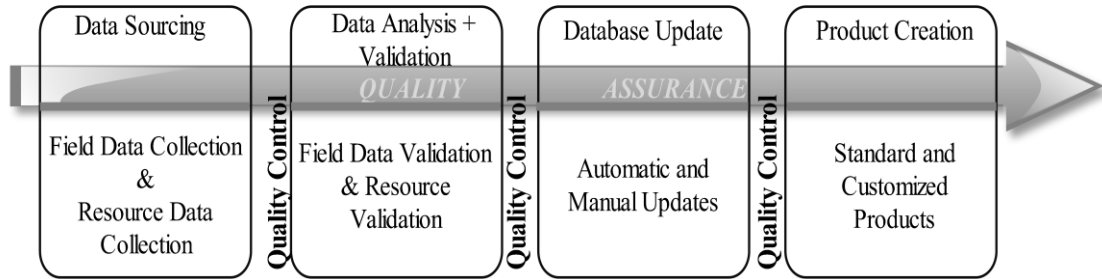 Data Sourcing
Data Analysis +
Validation
Database Update
Product Creation
QUALITY ASSURANCE
Field Data Collection
&
Resource Data
Collection
Quality Control
Field Data Validation
& Resource
Validation
Quality Control
Automatic and
Manual Updates
Quality Control
Standard and
Customized
Products